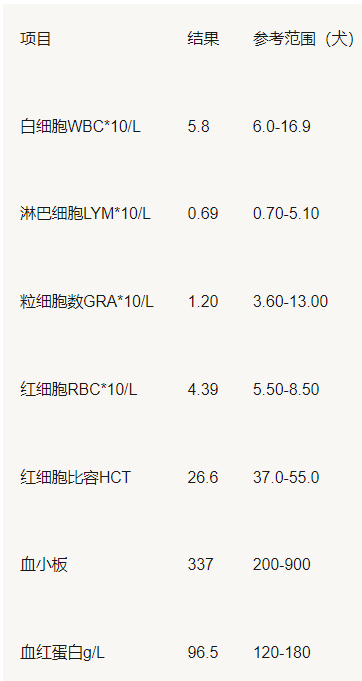 项目 结果 参考范围（犬）
白细胞WBC*10/L 5.8 6.0-16.9
淋巴细胞LYM*10/L 0.69 0.70-5.10
粒细胞数GRA*10/L 1.20 3.60-13.00
红细胞RBC*10/L 4.39 5.50-8.50
红细胞比容HCT 26.6 37.0-55.0
血小板 337 200-900
血红蛋白g/L 96.5 120-180